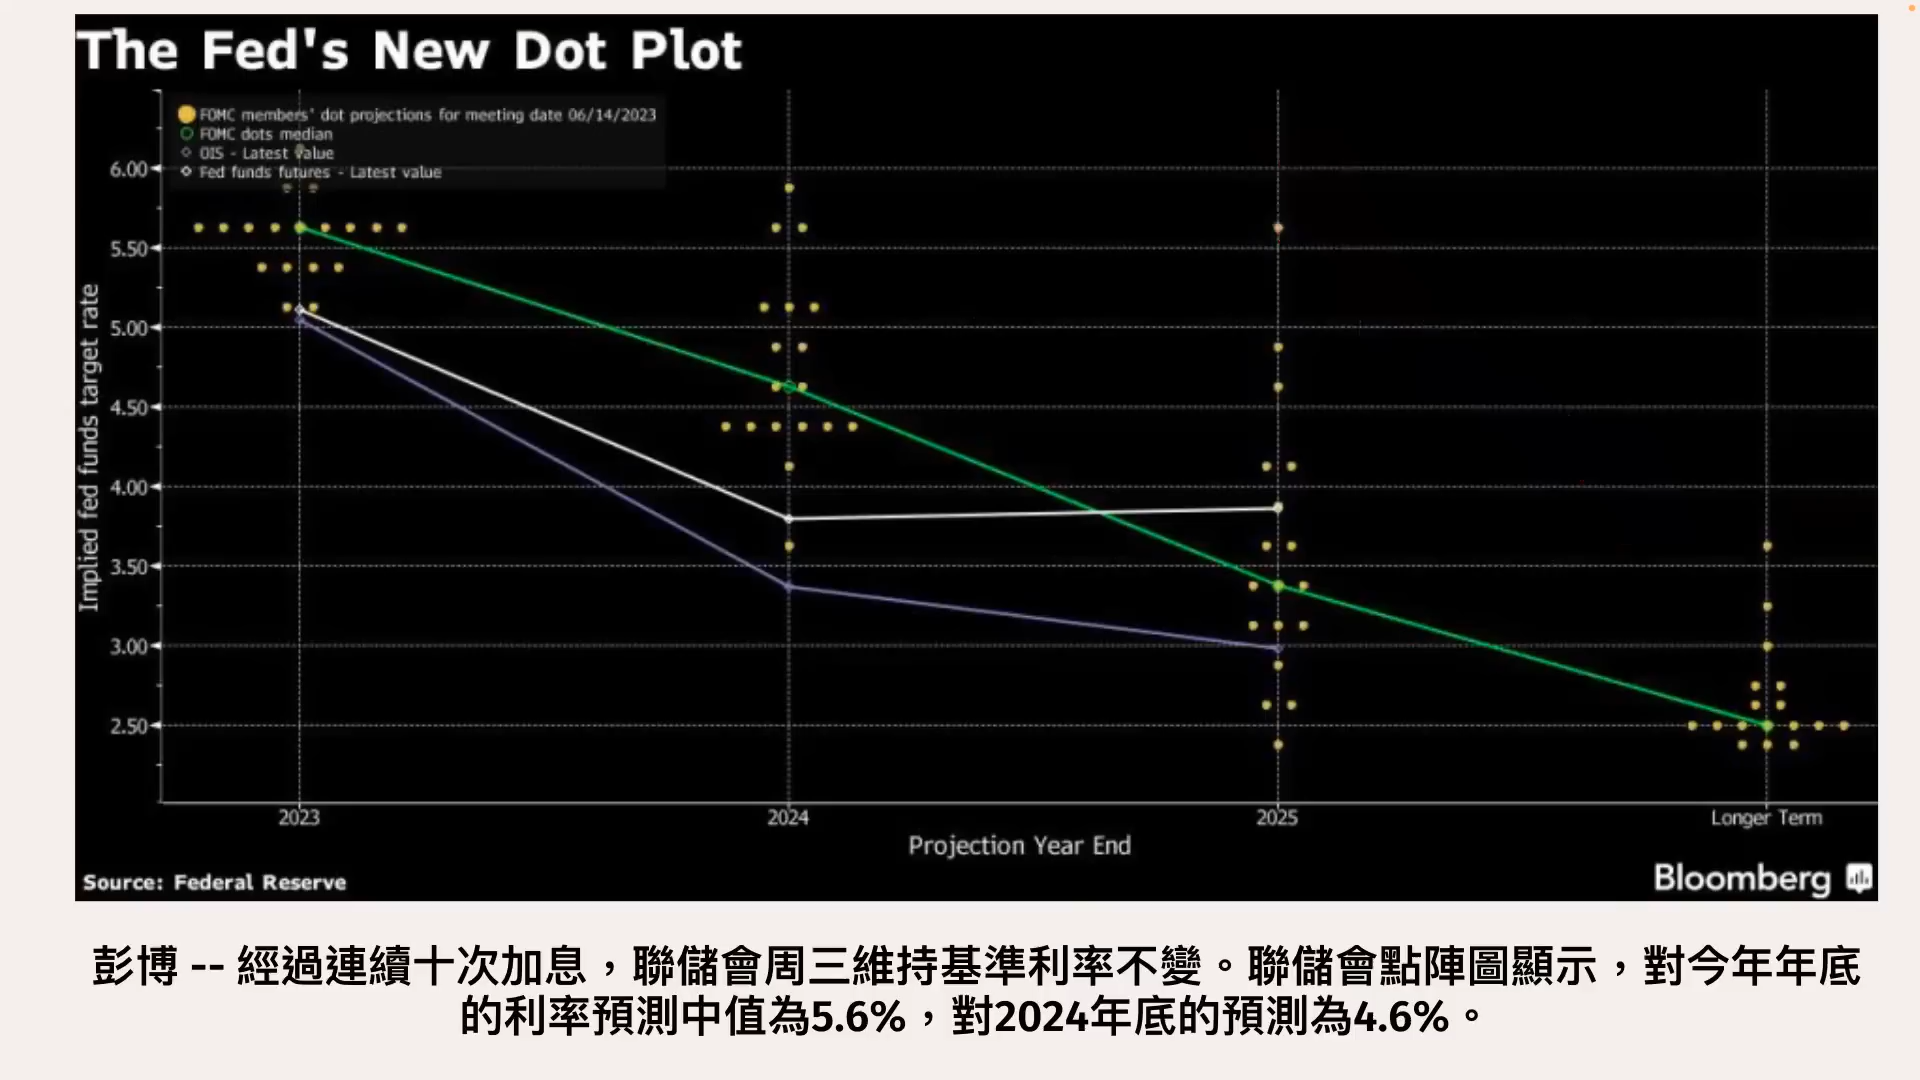 The Fed's New Dot Plot
FOMC members' dot projections for meeting date 06/14/2023
FOMC dots median
OIS - Latest value
Fed funds futures - Latest value
6.00
5.50
5.00
4.50
4.00
3.50
3.00
2.50
Implied fed funds target rate
2023
2024
2025
Longer Term
Projection Year End
Source: Federal Reserve
Bloomberg
彭博 -- 經過連續十次加息，聯儲會周三維持基準利率不變。聯儲會點陣圖顯示，對今年年底
的利率預測中值為5.6%，對2024年底的預測為4.6%。